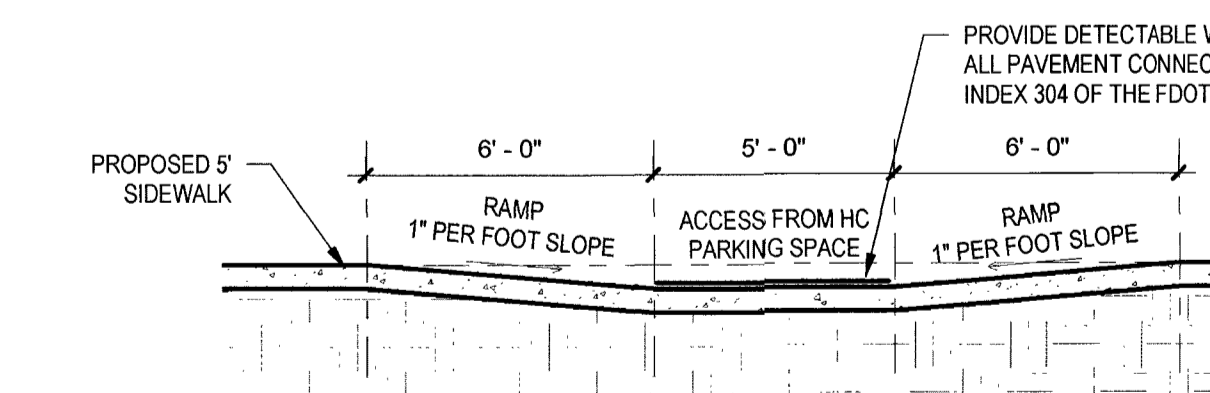 PROVIDE DETECTABLE
ALL PAVEMENT
INDEX 304 OF THE FDOT
PROPOSED 5'
SIDEWALK
6' - 0"
5' - 0"
6' - 0"
RAMP
1" PER FOOT SLOPE
ACCESS FROM HC
PARKING SPACE
RAMP
1" PER FOOT SLOPE